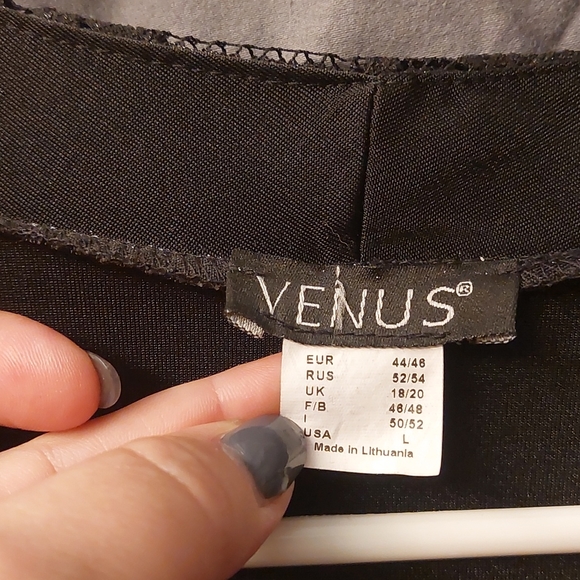 VENUS®
EUR 44/46
RUS 52/54
UK 18/20
F/B 46/48
I 50/52
USA L
Made in Lithuania